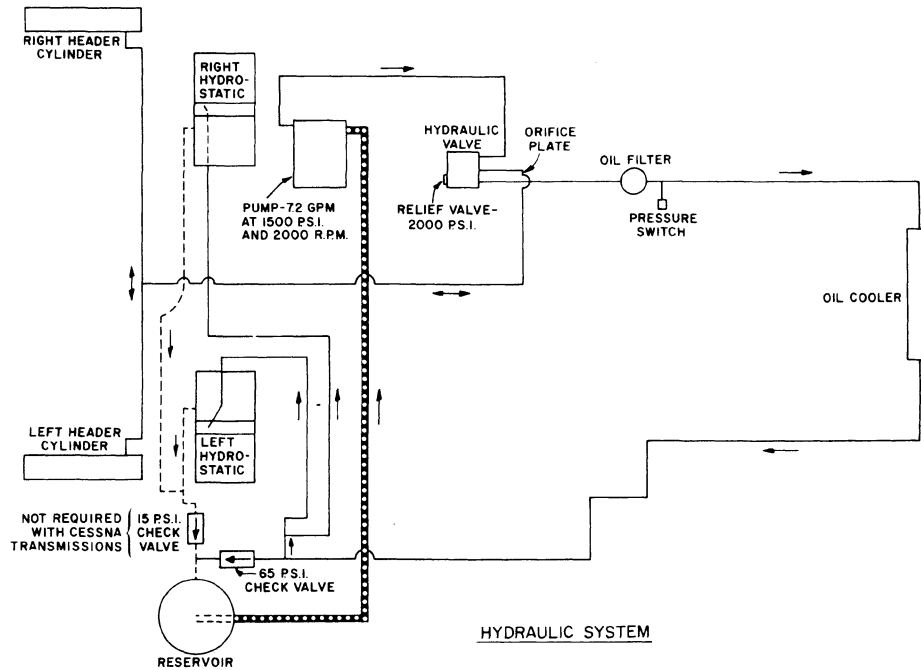 RIGHT HEADER
CYLINDER
RIGHT
HYDRO-
STATIC
PUMP-7.2 GPM
AT 1500 P.S.I.
AND 2000 R.P.M.
HYDRAULIC
VALVE
ORIFICE
PLATE
RELIEF VALVE-
2000 P.S.I.
OIL FILTER
PRESSURE
SWITCH
OIL COOLER
LEFT HEADER
CYLINDER
LEFT
HYDRO-
STATIC
NOT REQUIRED
WITH CESSNA
TRANSMISSIONS
15 P.S.I.
CHECK
VALVE
65 P.S.I.
CHECK VALVE
RESERVOIR
HYDRAULIC SYSTEM